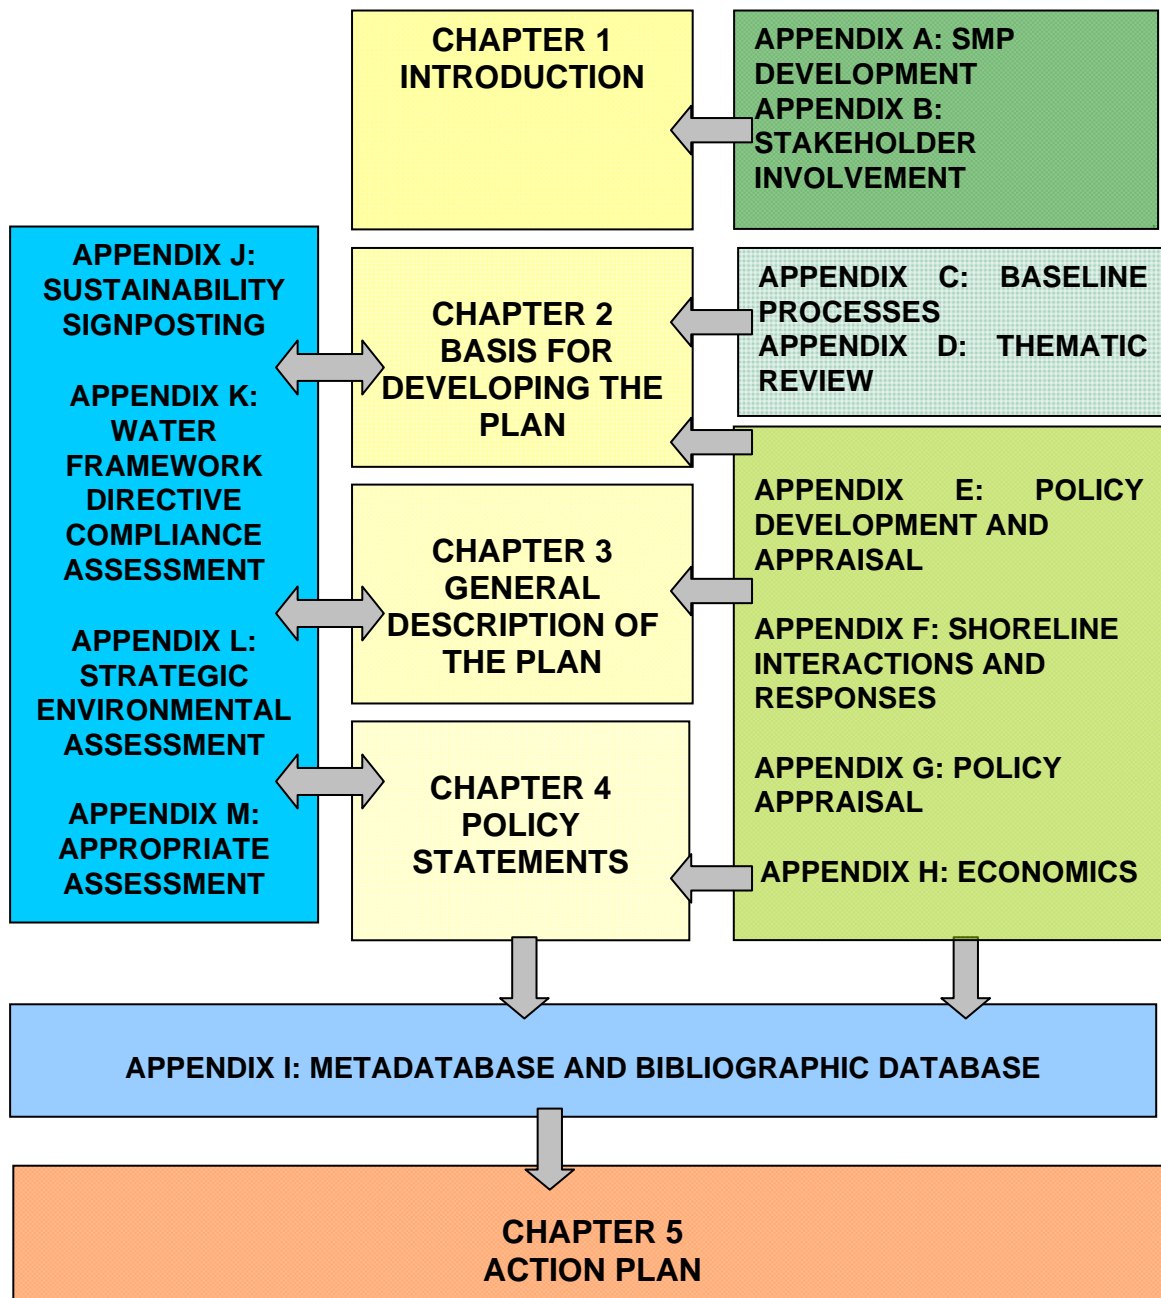 CHAPTER 1
INTRODUCTION
APPENDIX A: SMP
DEVELOPMENT
APPENDIX B:
STAKEHOLDER
INVOLVEMENT
APPENDIX J:
SUSTAINABILITY
SIGNPOSTING
APPENDIX K:
WATER
FRAMEWORK
DIRECTIVE
COMPLIANCE
ASSESSMENT
APPENDIX L:
STRATEGIC
ENVIRONMENTAL
ASSESSMENT
APPENDIX M:
APPROPRIATE
ASSESSMENT
CHAPTER 2
BASIS FOR
DEVELOPING THE
PLAN
APPENDIX C: BASELINE
PROCESSES
APPENDIX D: THEMATIC
REVIEW
CHAPTER 3
GENERAL
DESCRIPTION OF
THE PLAN
CHAPTER 4
POLICY
STATEMENTS
APPENDIX E: POLICY
DEVELOPMENT AND
APPRAISAL
APPENDIX F: SHORELINE
INTERACTIONS AND
RESPONSES
APPENDIX G: POLICY
APPRAISAL
APPENDIX H: ECONOMICS
APPENDIX I: METADATABASE AND BIBLIOGRAPHIC DATABASE
CHAPTER 5
ACTION PLAN